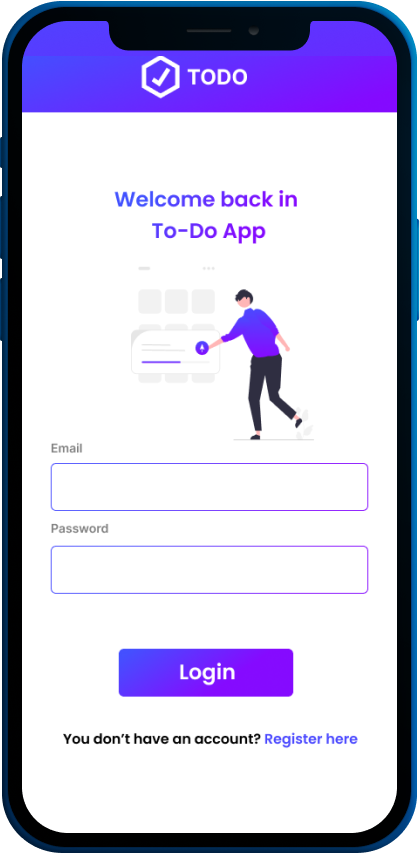 TODO
Welcome back in
To-Do App
Email
Password
Login
You don’t have an account? Register here